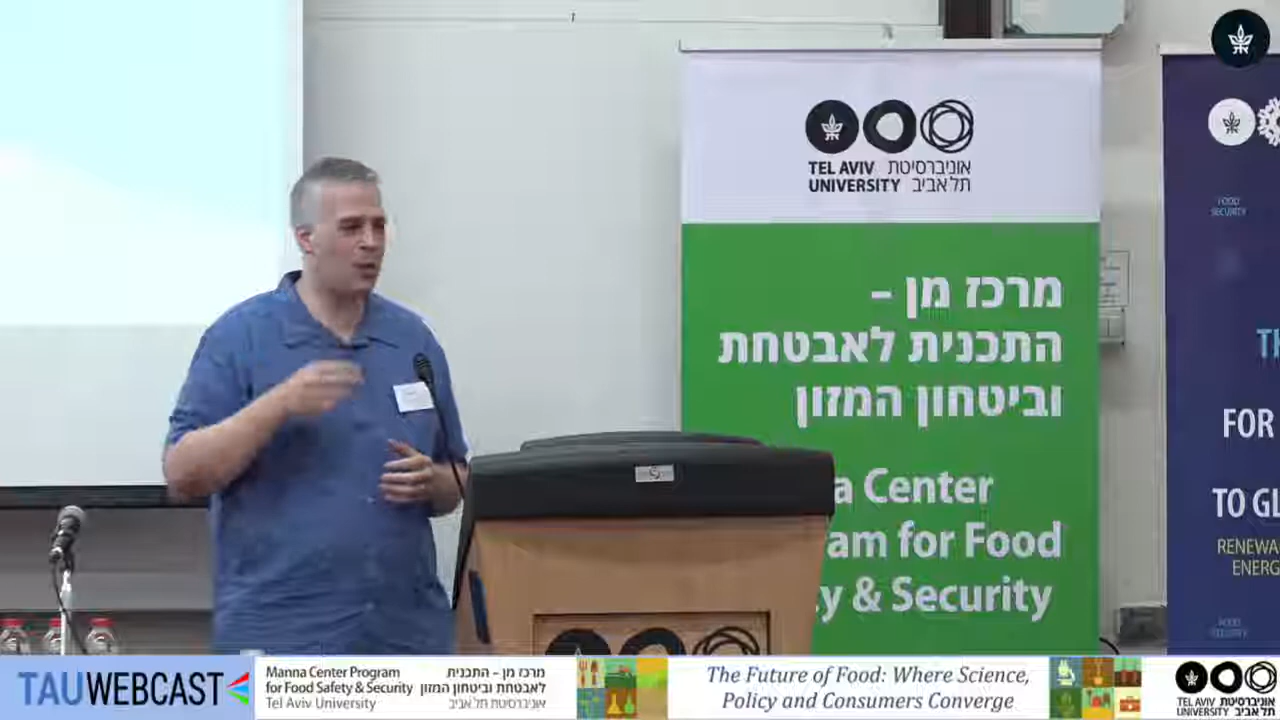 TEL AVIV אוניברסיטת
UNIVERSITY תל אביב
מרכז מן –
התכנית לאבטחת
וביטחון המזון
a Center
am for Food
y & Security
FOOD
SECURITY
TH
FOR
TO GL
RENEWA
ENERG
FOOD
SECURITY
TAUWEBCAST
Manna Center Program
for Food Safety & Security
Tel Aviv University
מרכז מן – התכנית
לאבטחת וביטחון המזון
אוניברסיטת תל אביב
The Future of Food: Where Science,
Policy and Consumers Converge
TEL AVIV אוניברסיטת
UNIVERSITY תל אביב